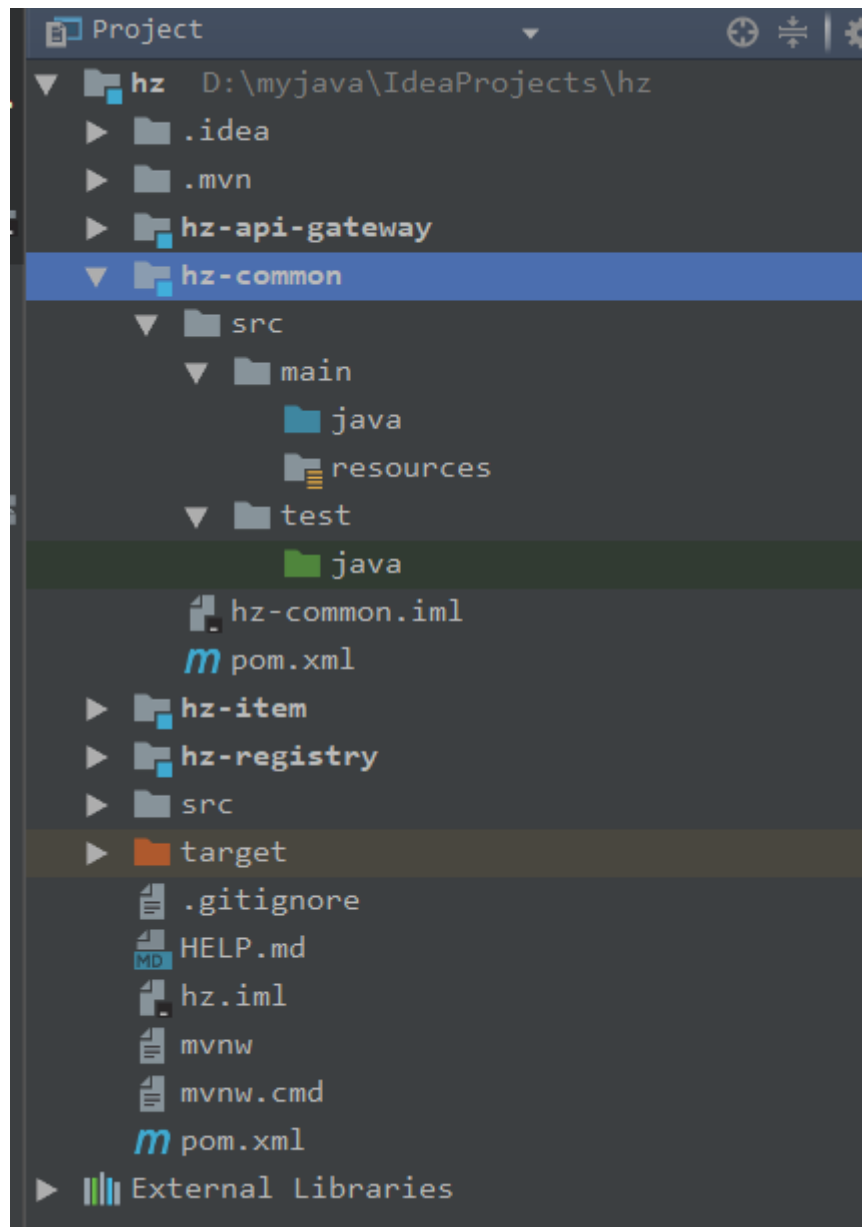 Project
hz D:\myjava\IdeaProjects\hz
.idea
.mvn
hz-api-gateway
hz-common
src
main
java
resources
test
java
hz-common.iml
pom.xml
hz-item
hz-registry
src
target
.gitignore
HELP.md
hz.iml
mvnw
mvnw.cmd
pom.xml
External Libraries